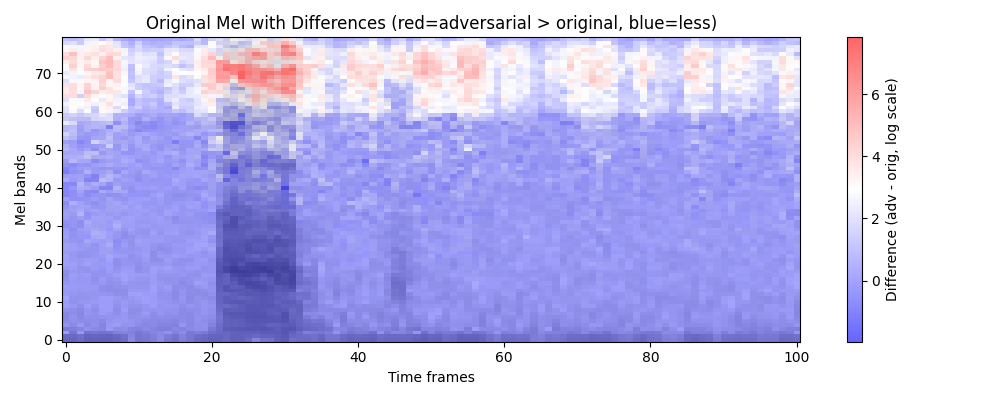 Original Mel with Differences (red=adversarial > original, blue=less)
Mel bands
70
60
50
40
30
20
10
0
0 20 40 60 80 100
Time frames
6
4
2
0
Difference (adv - orig, log scale)